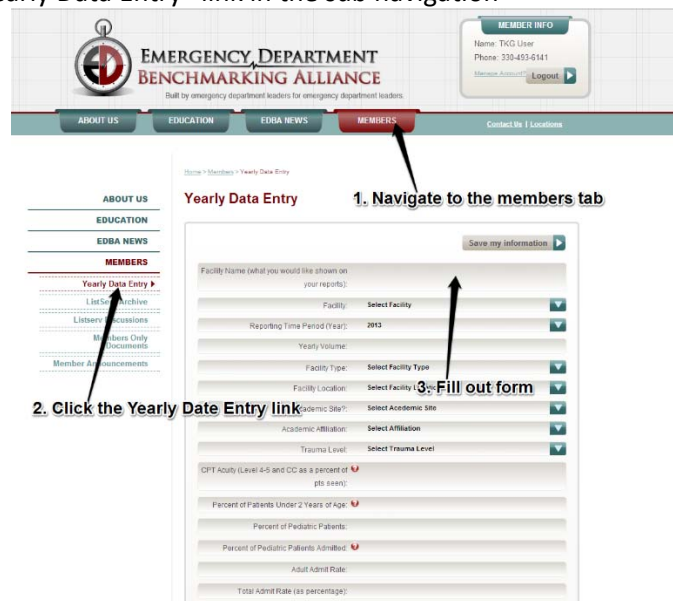 early Data Entry" link in the sub navigation
EMERGENCY DEPARTMENT
BENCHMARKING ALLIANCE
Built by emergency department leaders for emergency department leaders.
MEMBER INFO
Name: TKG User
Phone: 330-493-6141
Manage Account
Logout
ABOUT US
EDUCATION
EDBA NEWS
MEMBERS
Contact Us | Locations
Home > Members > Yearly Data Entry
1. Navigate to the members tab
ABOUT US
EDUCATION
EDBA NEWS
MEMBERS
Yearly Data Entry
ListServ Archive
Listserv Discussions
Members Only
Documents
Member Announcements
2. Click the Yearly Date Entry link
Yearly Data Entry
Save my information
Facility Name (what you would like shown on
your reports):
Facility: Select Facility
Reporting Time Period (Year): 2013
Yearly Volume:
Facility Type: Select Facility Type
Facility Location: Select Facility
3. Fill out form
Academic Site?: Select Acedemic Site
Academic Affiliation: Select Affiliation
Trauma Level: Select Trauma Level
CPT Acuity (Level 4-5 and CC as a percent of
pts seen):
Percent of Patients Under 2 Years of Age:
Percent of Pediatric Patients:
Percent of Pediatric Patients Admitted:
Adult Admit Rate:
Total Admit Rate (as percentage):